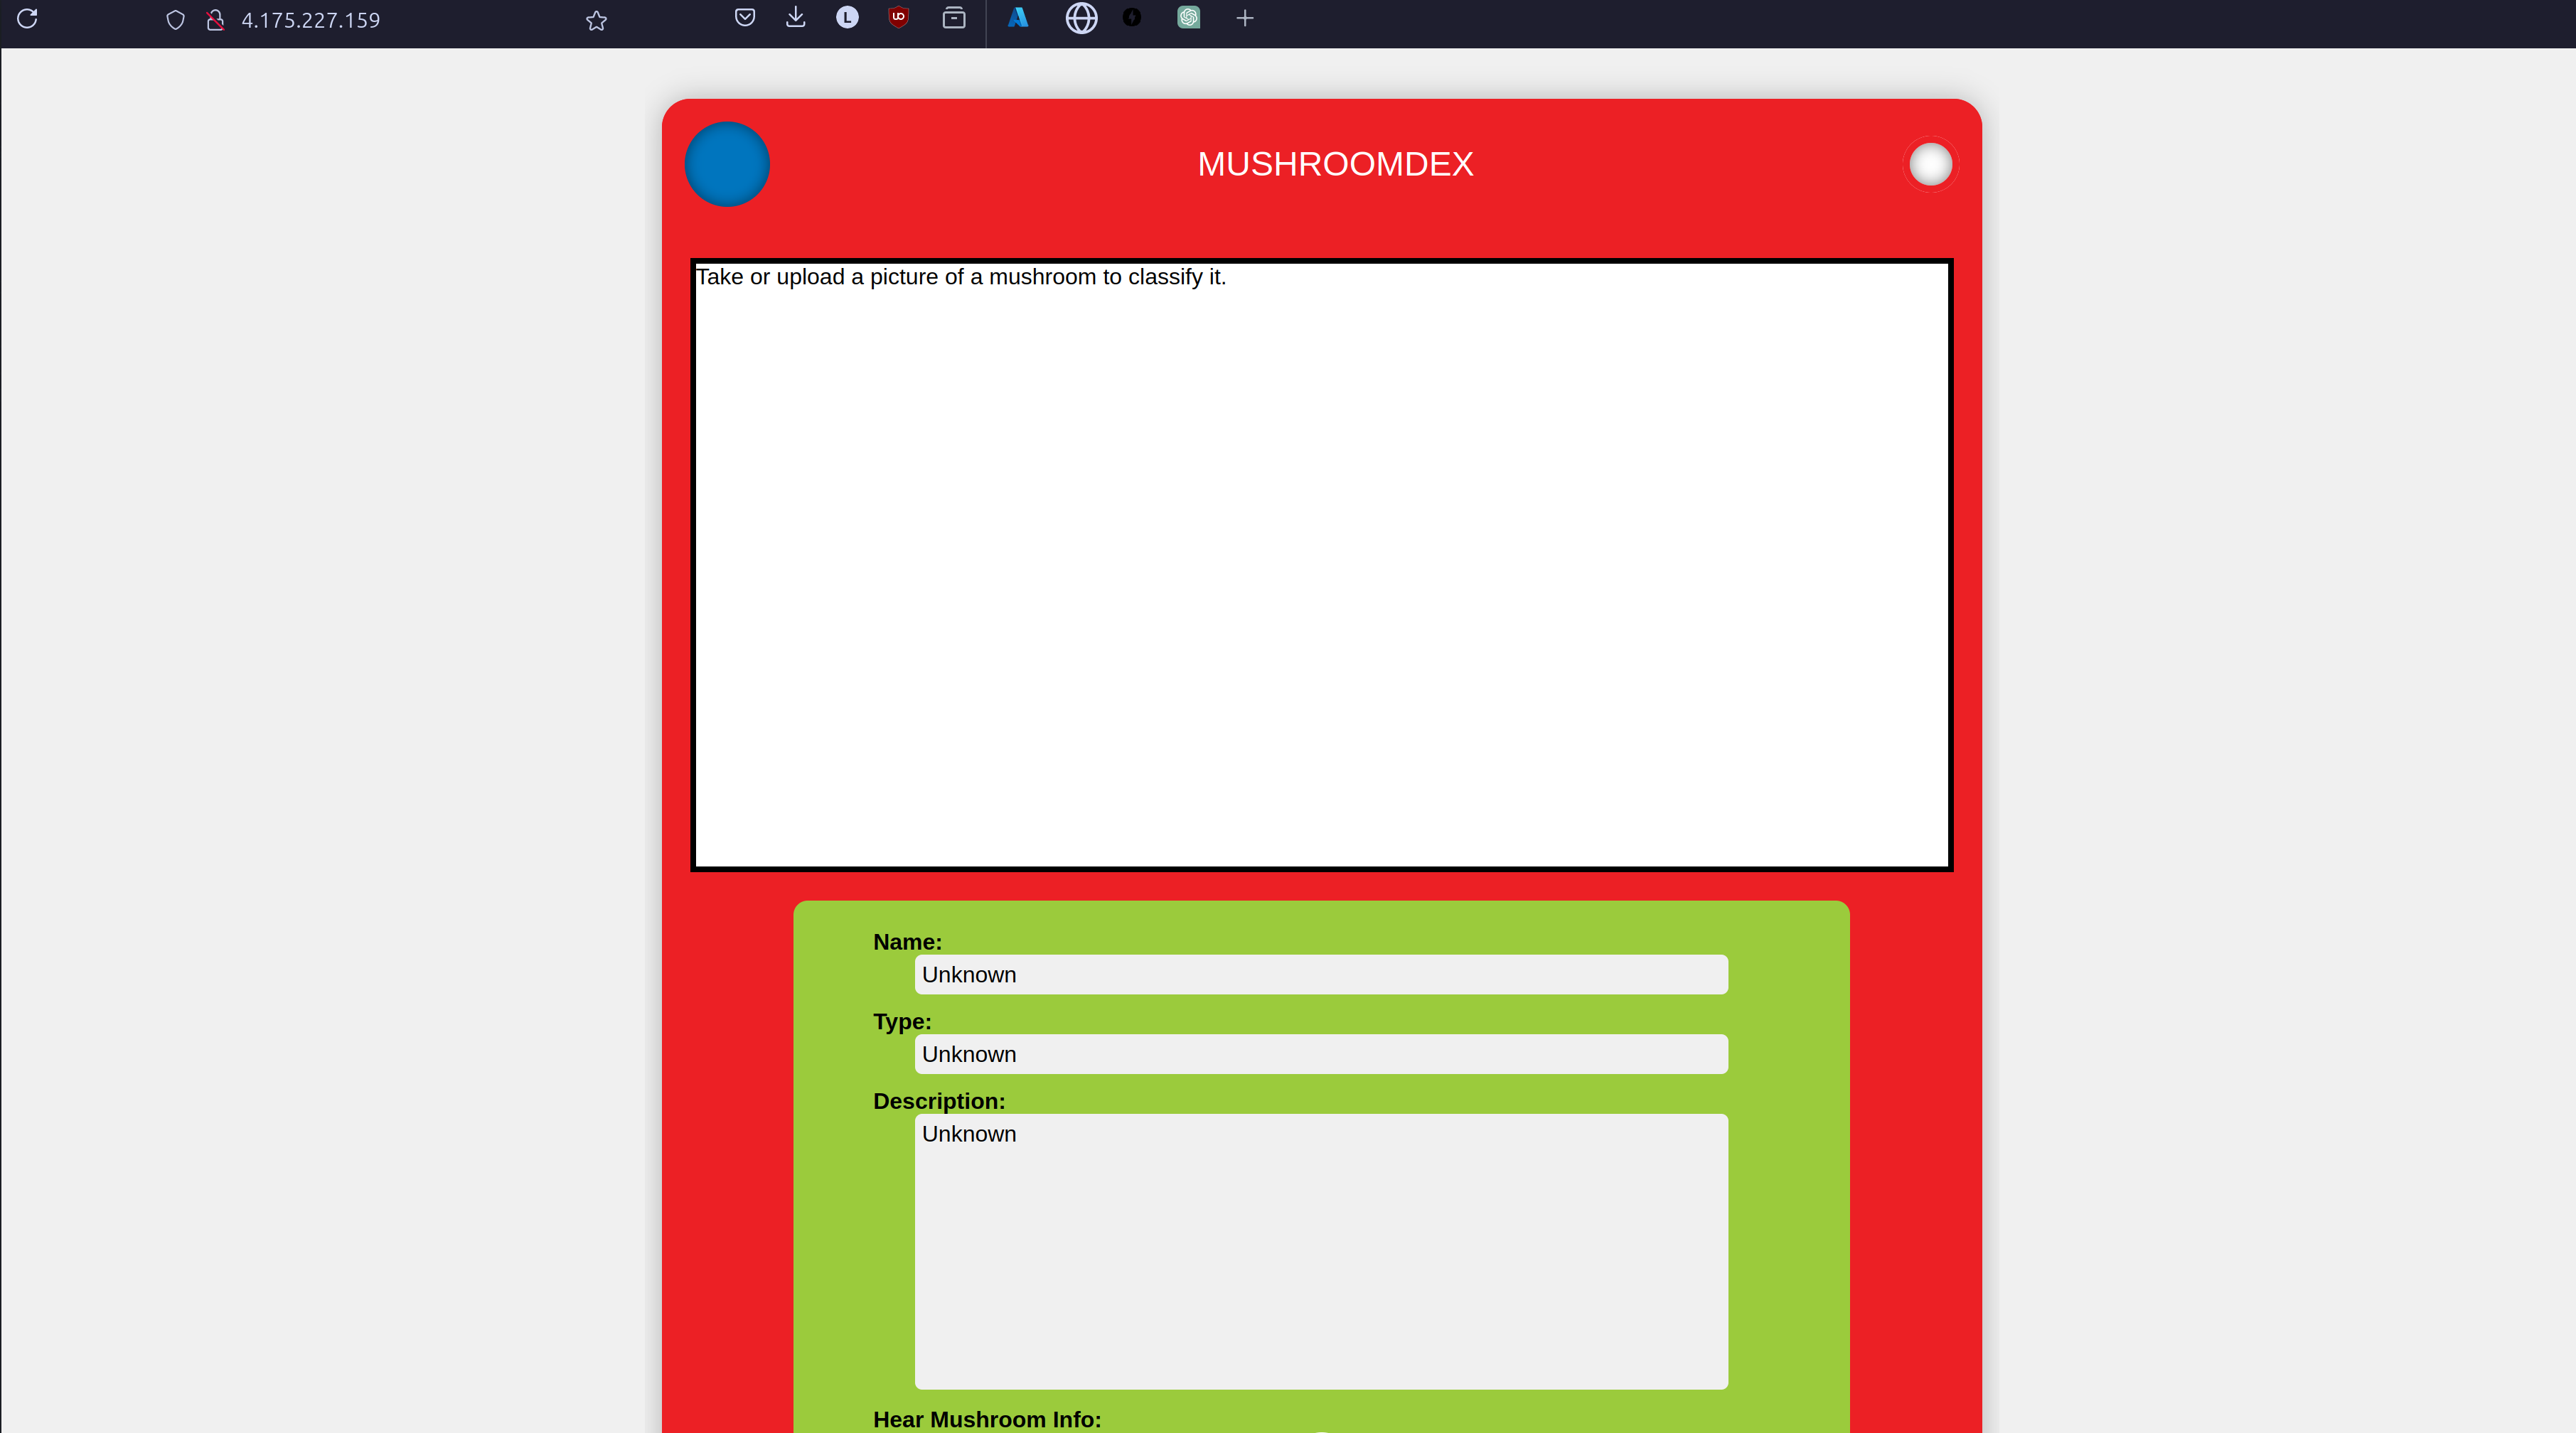 4.175.227.159
L
MUSHROOMDEX
Take or upload a picture of a mushroom to classify it.
Name:
Unknown
Type:
Unknown
Description:
Unknown
Hear Mushroom Info: